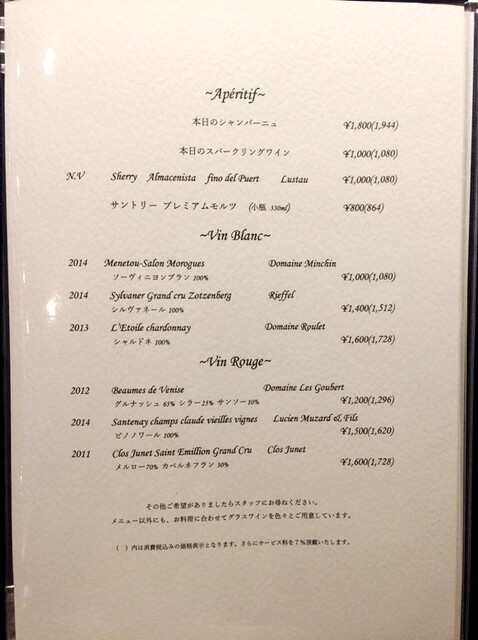 ~Apéritif~
本日のシャンパーニュ ¥1,800(1,944)
本日のスパークリングワイン ¥1,000(1,080)
N.V Sherry Almacenista fino del Puert Lustau ¥1,000(1,080)
サントリー プレミアムモルツ (小瓶 330ml) ¥800(864)
~Vin Blanc~
2014 Menetou-Salon Morogues Domaine Minchin
ソーヴィニヨンブラン 100% ¥1,000(1,080)
2014 Sylvaner Grand cru Zotzenberg Rieffel
シルヴァネール 100% ¥1,400(1,512)
2013 L'Etoile chardonnay Domaine Roulet
シャルドネ 100% ¥1,600(1,728)
~Vin Rouge~
2012 Beaumes de Venise Domaine Les Goubert
グルナッシュ 65% シラー25% サンソー10% ¥1,200(1,296)
2014 Santenay champs claude vieilles vignes Lucien Muzard & Fils
ピノノワール 100% ¥1,500(1,620)
2011 Clos Junet Saint Emillion Grand Cru Clos Junet
メルロー70% カベルネフラン 30% ¥1,600(1,728)
その他ご希望がありましたらスタッフにお尋ねください。
メニュー以外にも、お料理に合わせてグラスワインを色々とご用意しています。
( )内は消費税込みの価格表示となります。さらにサービス料を7%頂戴いたします。